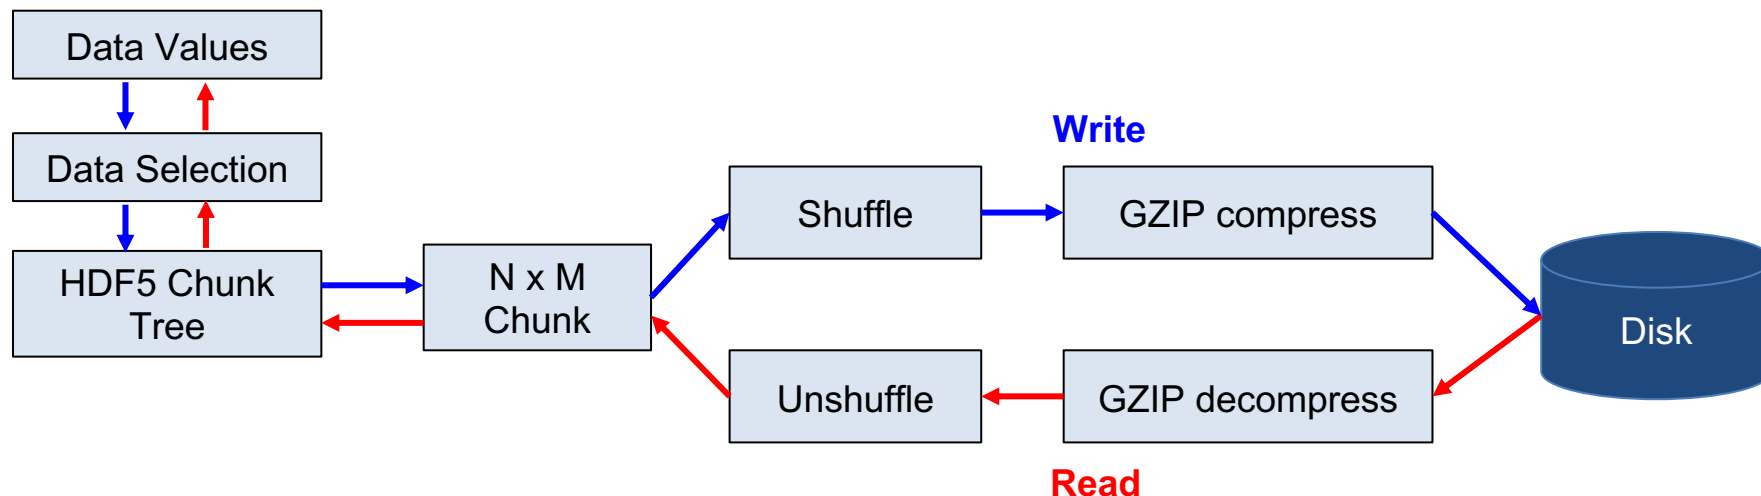 Data Values
Data Selection
HDF5 Chunk
Tree
N x M
Chunk
Write
Shuffle
GZIP compress
Disk
Unshuffle
GZIP decompress
Read